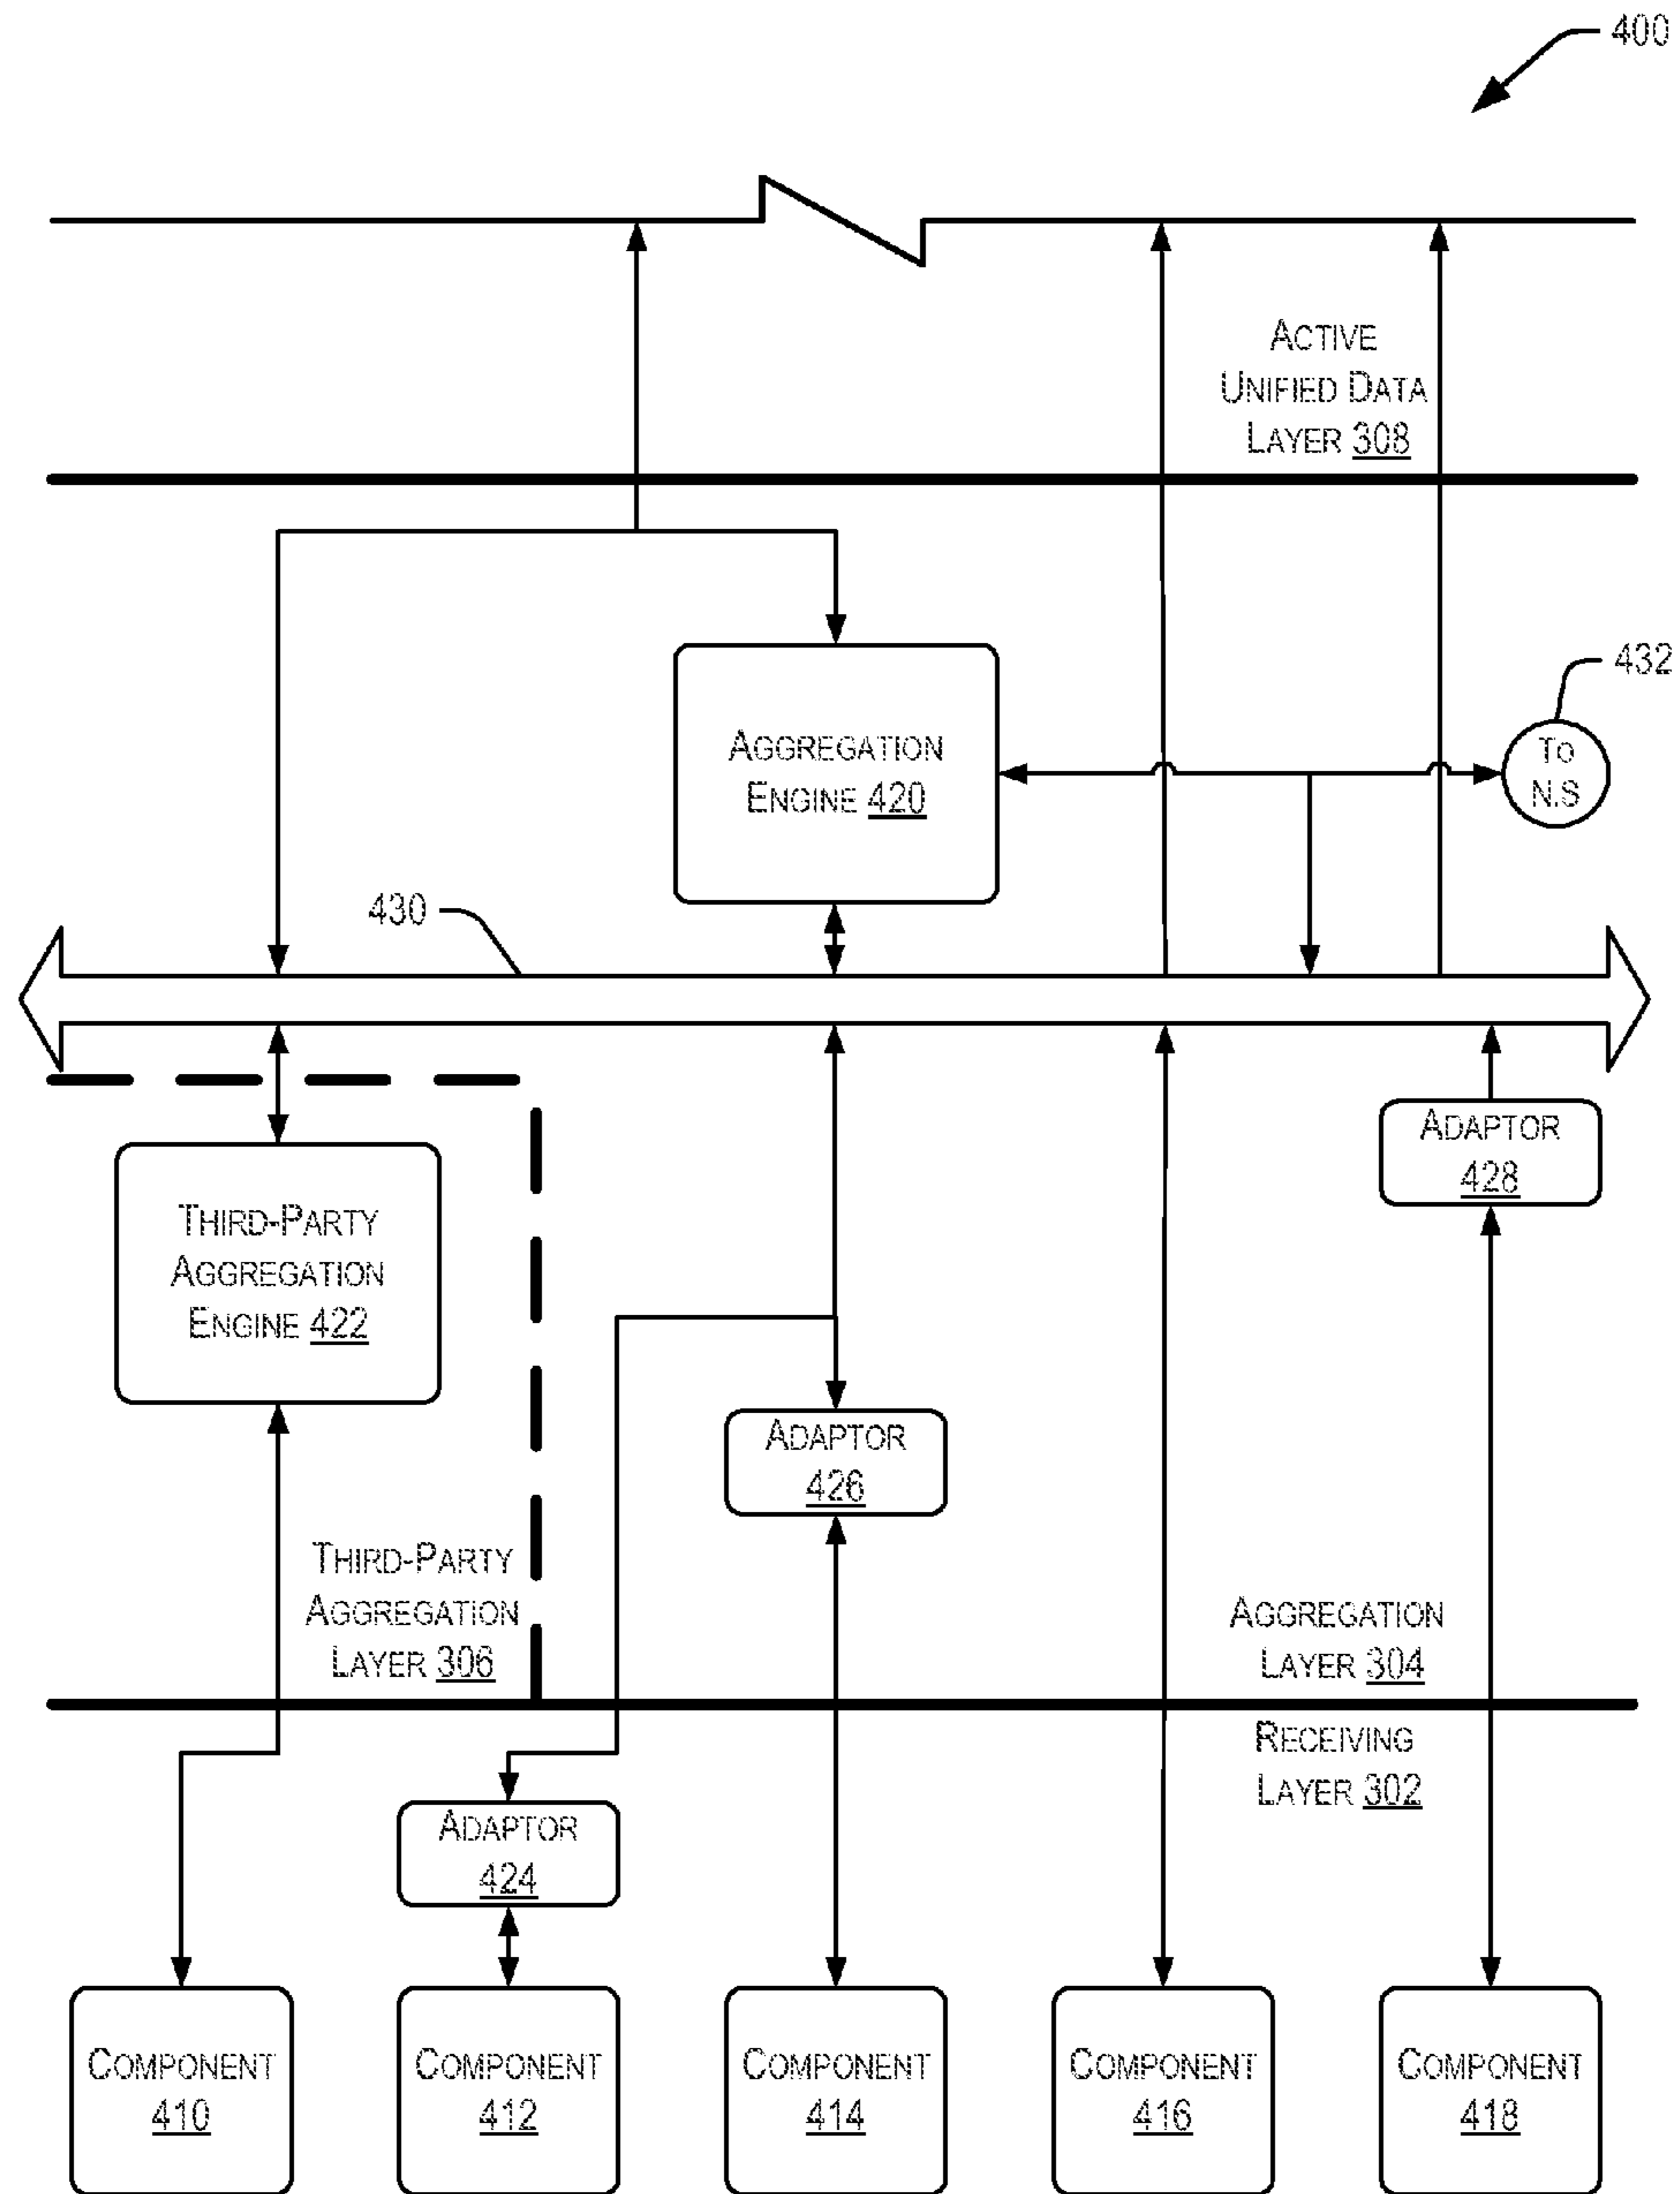 400
ACTIVE
UNIFIED DATA
LAYER 308
432
AGGREGATION
ENGINE 420
TO
N.S
430
ADAPTOR
428
THIRD-PARTY
AGGREGATION
ENGINE 422
ADAPTOR
426
THIRD-PARTY
AGGREGATION
LAYER 306
AGGREGATION
LAYER 304
RECEIVING
LAYER 302
ADAPTOR
424
COMPONENT
410
COMPONENT
412
COMPONENT
414
COMPONENT
416
COMPONENT
418